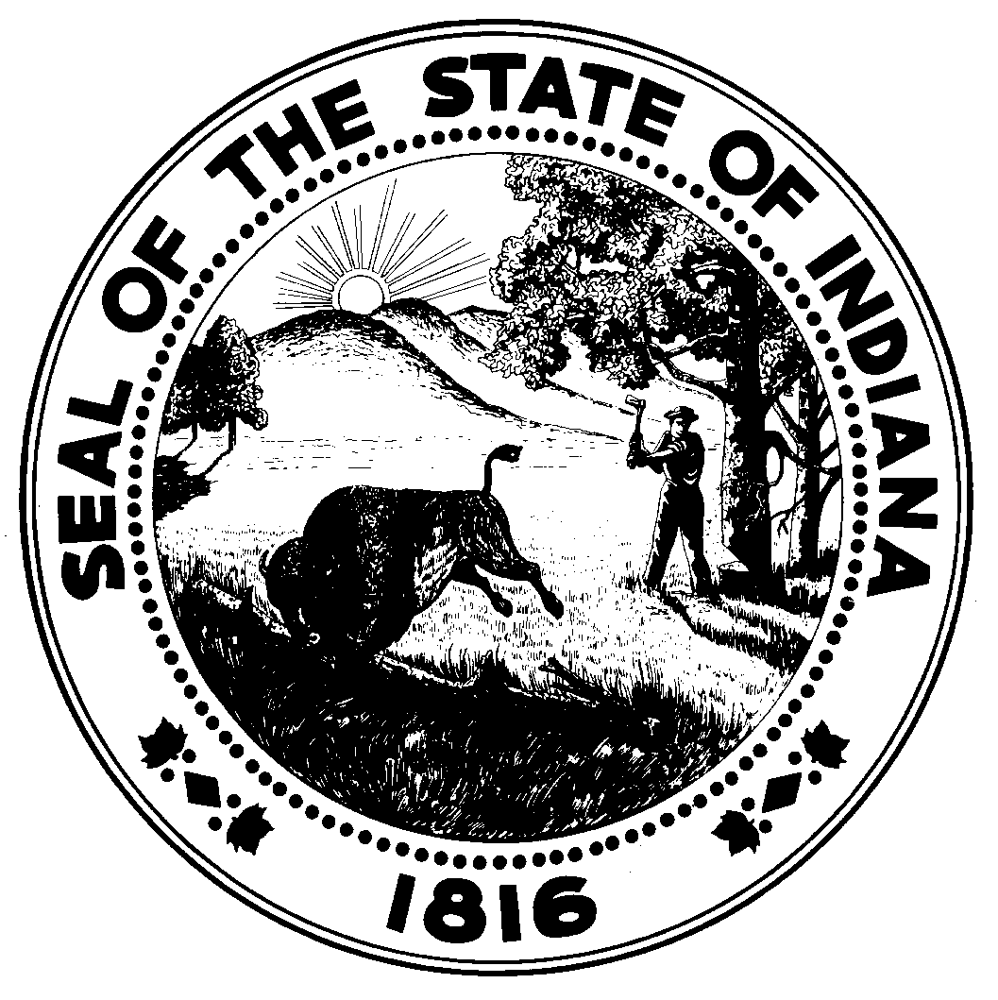 SEAL OF THE STATE OF INDIANA
1816